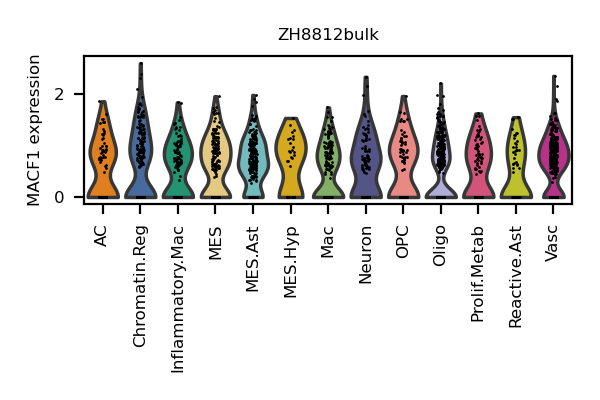 ZH8812bulk
MACF1 expression
2
0
AC
Chromatin.Reg
Inflammatory.Mac
MES
MES.Ast
MES.Hyp
Mac
Neuron
OPC
Oligo
Prolif.Metab
Reactive.Ast
Vasc